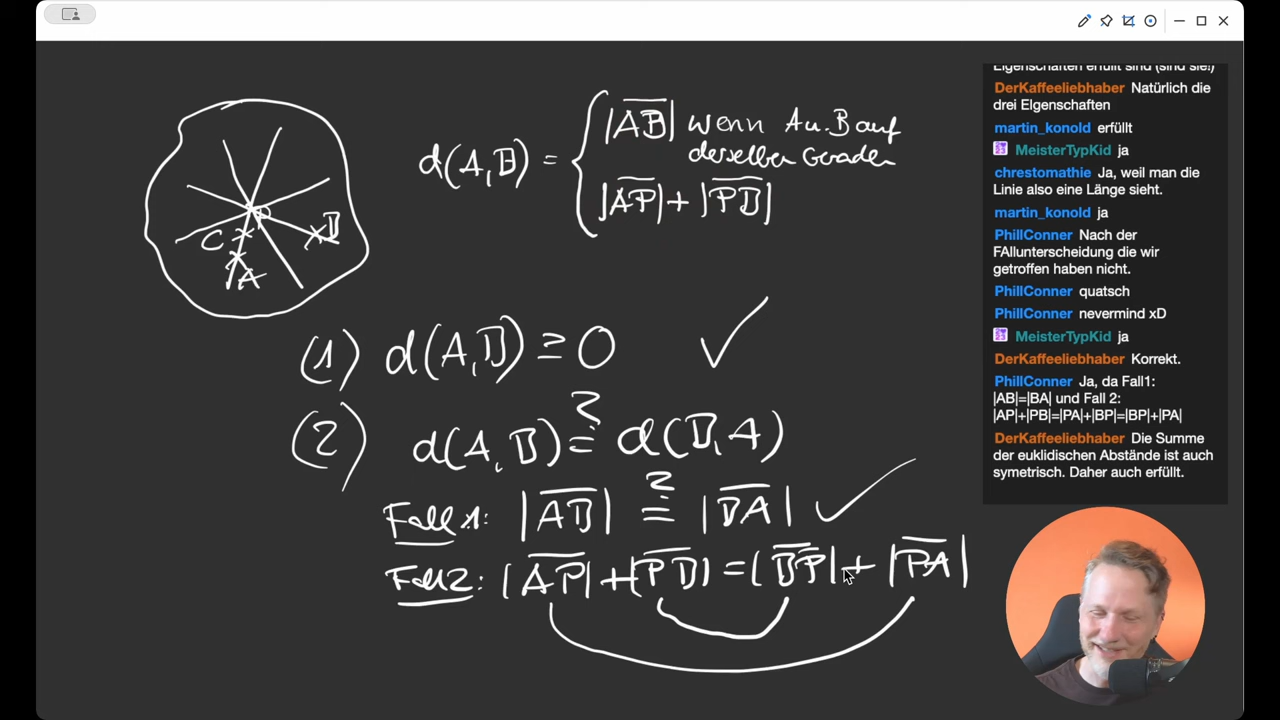 d(A,B) = { |AB| wenn A u. B auf
derselben Geraden
|AP| + |PB|
P
C
B
A
(1) d(A,B) ≥ 0 ✓
(2) d(A,B) ≟ d(B,A)
Fall 1: |AB| ≟ |BA| ✓
Fall 2: |AP| + |PB| = |BP| + |PA|
Eigenschaften erfüllt sind (sind sie!)
DerKaffeeliebhaber Natürlich die
drei Eigenschaften
martin_konold erfüllt
MeisterTypKid ja
chrestomathie Ja, weil man die
Linie also eine Länge sieht.
martin_konold ja
PhillConner Nach der
FAllunterscheidung die wir
getroffen haben nicht.
PhillConner quatsch
PhillConner nevermind xD
MeisterTypKid ja
DerKaffeeliebhaber Korrekt.
PhillConner Ja, da Fall1:
|AB|=|BA| und Fall 2:
|AP|+|PB|=|PA|+|BP|=|BP|+|PA|
DerKaffeeliebhaber Die Summe
der euklidischen Abstände ist auch
symetrisch. Daher auch erfüllt.